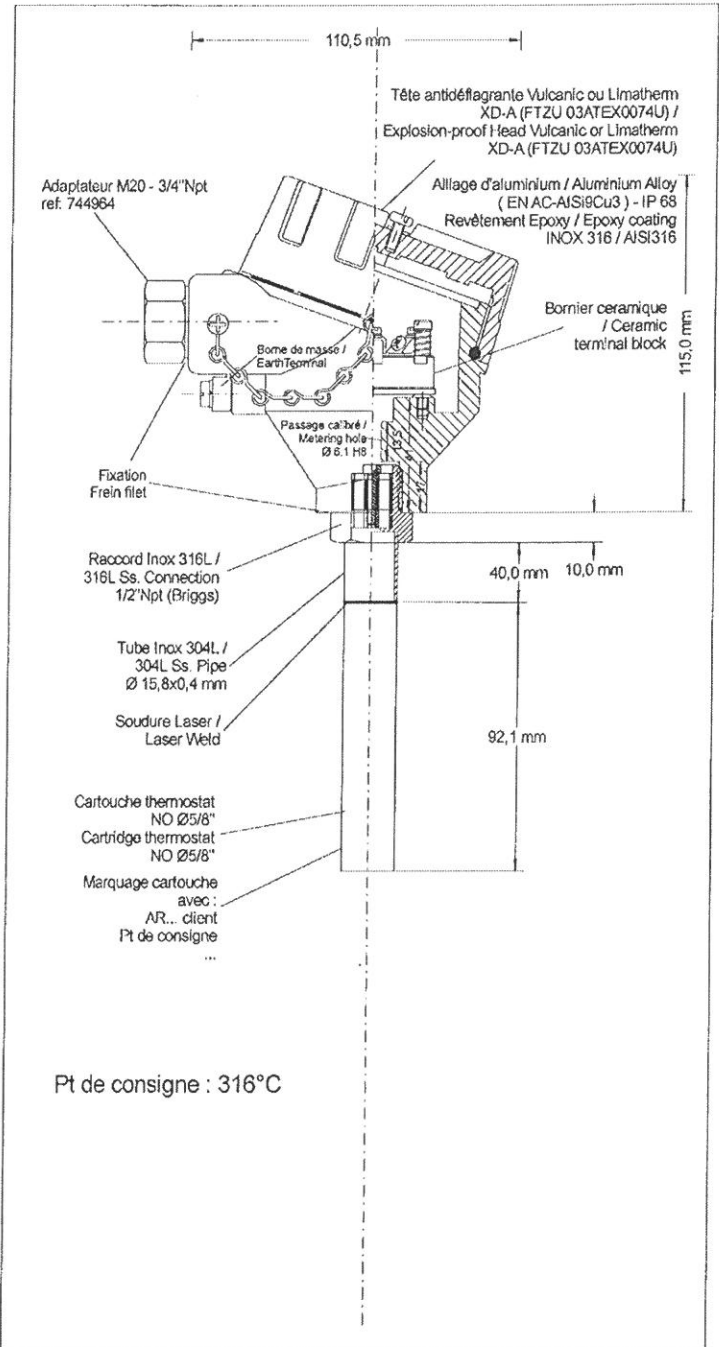 110,5 mm
Tête antidéflagrante Vulcanic ou Limatherm
XD-A (FTZU 03ATEX0074U) /
Explosion-proof Head Vulcanic or Limatherm
XD-A (FTZU 03ATEX0074U)
Adaptateur M20 - 3/4"Npt
ref: 744964
Alliage d'aluminium / Aluminium Alloy
( EN AC-AlSi9Cu3 ) - IP 68
Revêtement Epoxy / Epoxy coating
INOX 316 / AISI316
Bornier ceramique
/ Ceramic
terminal block
115,0 mm
Borne de masse /
EarthTerminal
Passage calibré /
Metering hole
Ø 6.1 H8
13,5
Fixation
Frein filet
Raccord Inox 316L /
316L Ss. Connection
1/2"Npt (Briggs)
40,0 mm
10,0 mm
Tube Inox 304L /
304L Ss. Pipe
Ø 15,8x0,4 mm
Soudure Laser /
Laser Weld
92,1 mm
Cartouche thermostat
NO Ø5/8"
Cartridge thermostat
NO Ø5/8"
Marquage cartouche
avec :
AR... client
Pt de consigne
...
Pt de consigne : 316°C